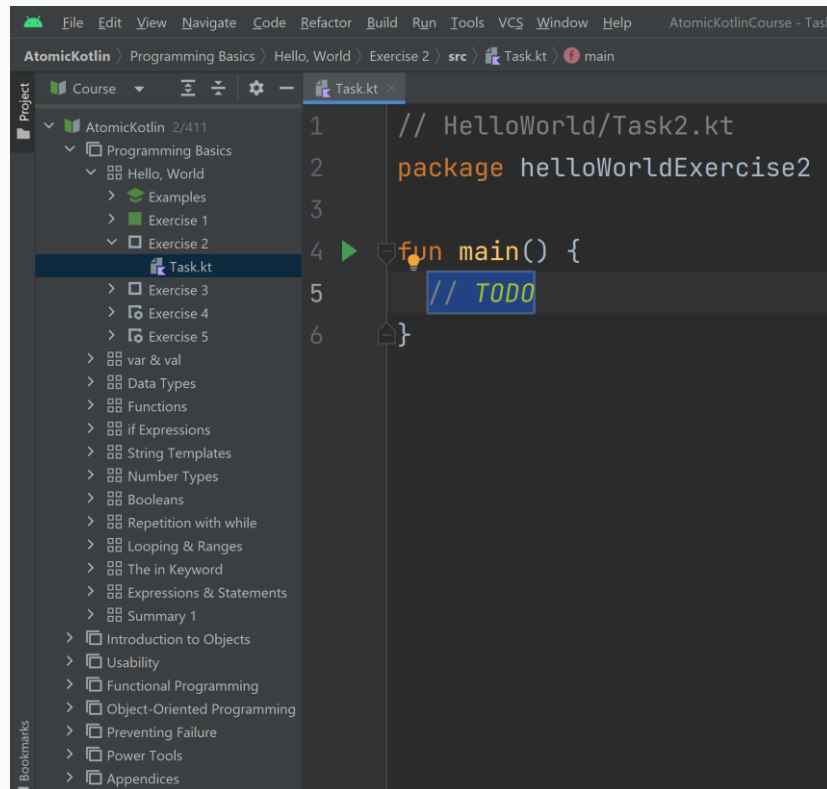 File Edit View Navigate Code Refactor Build Run Tools VCS Window Help AtomicKotlinCourse - Tas
AtomicKotlin Programming Basics Hello, World Exercise 2 src Task.kt main
Project
Course
Task.kt
AtomicKotlin 2/411
Programming Basics
Hello, World
Examples
Exercise 1
Exercise 2
Task.kt
Exercise 3
Exercise 4
Exercise 5
var & val
Data Types
Functions
if Expressions
String Templates
Number Types
Booleans
Repetition with while
Looping & Ranges
The in Keyword
Expressions & Statements
Summary 1
Introduction to Objects
Usability
Functional Programming
Object-Oriented Programming
Preventing Failure
Power Tools
Appendices
Bookmarks
1 // HelloWorld/Task2.kt
2 package helloWorldExercise2
3
4 fun main() {
5 // TODO
6 }